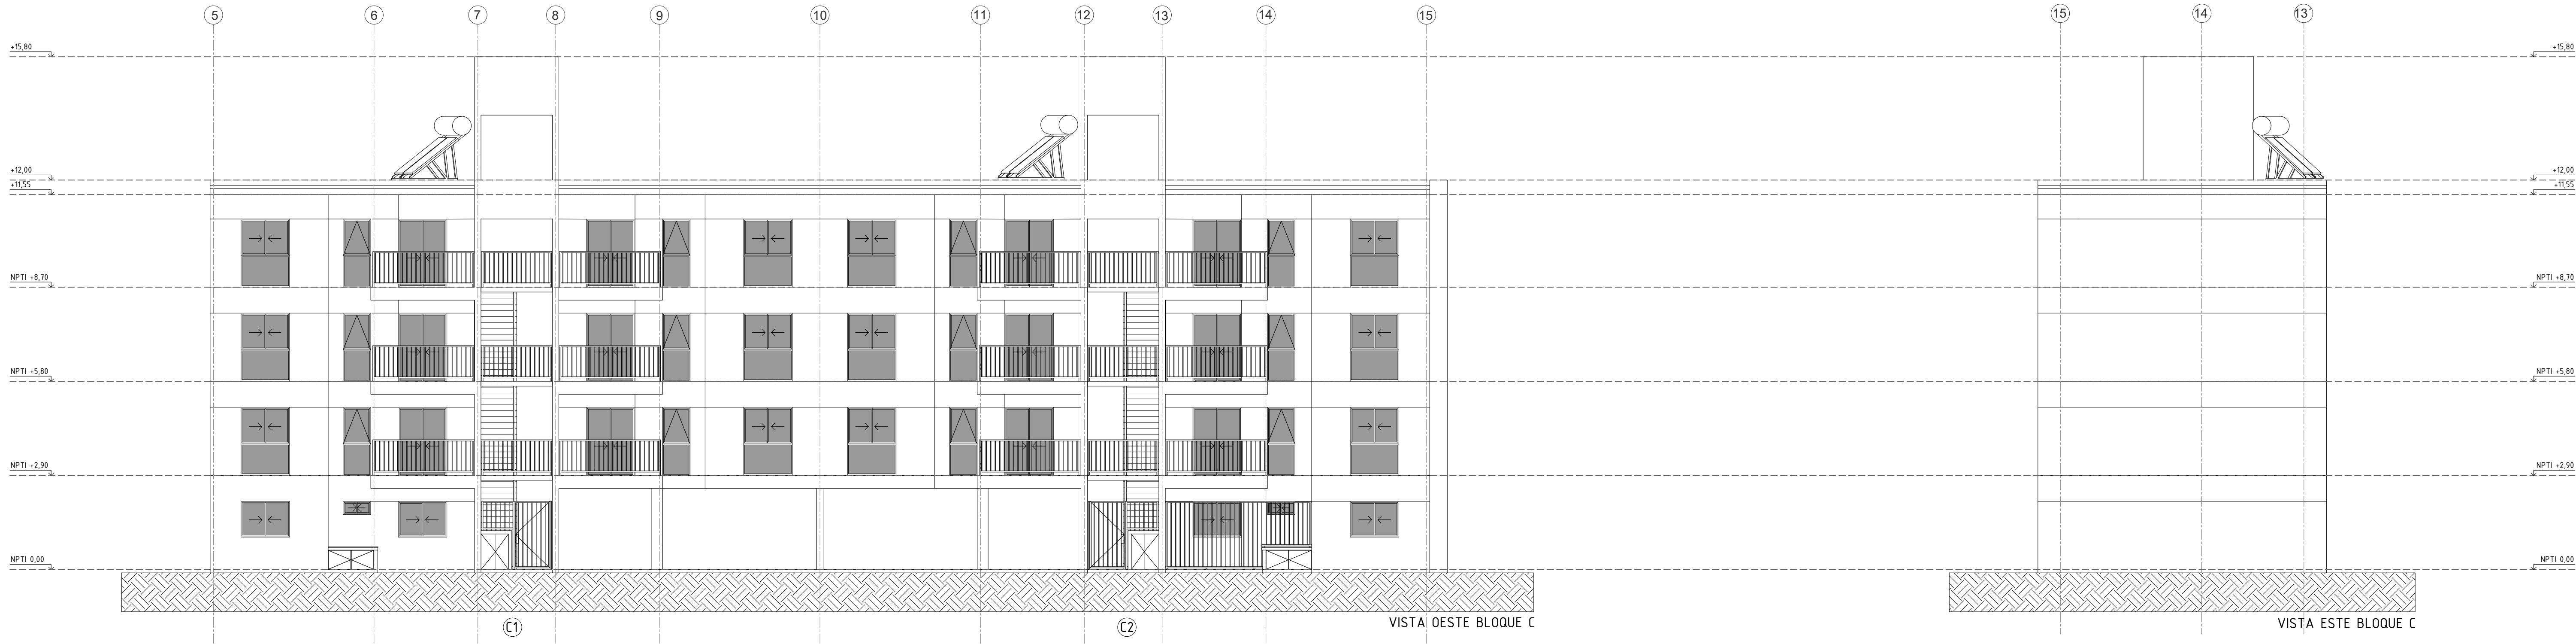 5 6 7 8 9 10 11 12 13 14 15 15 14 13'
+15,80 +15,80
+12,00 +12,00
+11,55 +11,55
NPTI +8,70 NPTI +8,70
NPTI +5,80 NPTI +5,80
NPTI +2,90 NPTI +2,90
NPTI 0,00 NPTI 0,00
C1 C2 VISTA OESTE BLOQUE C VISTA ESTE BLOQUE C